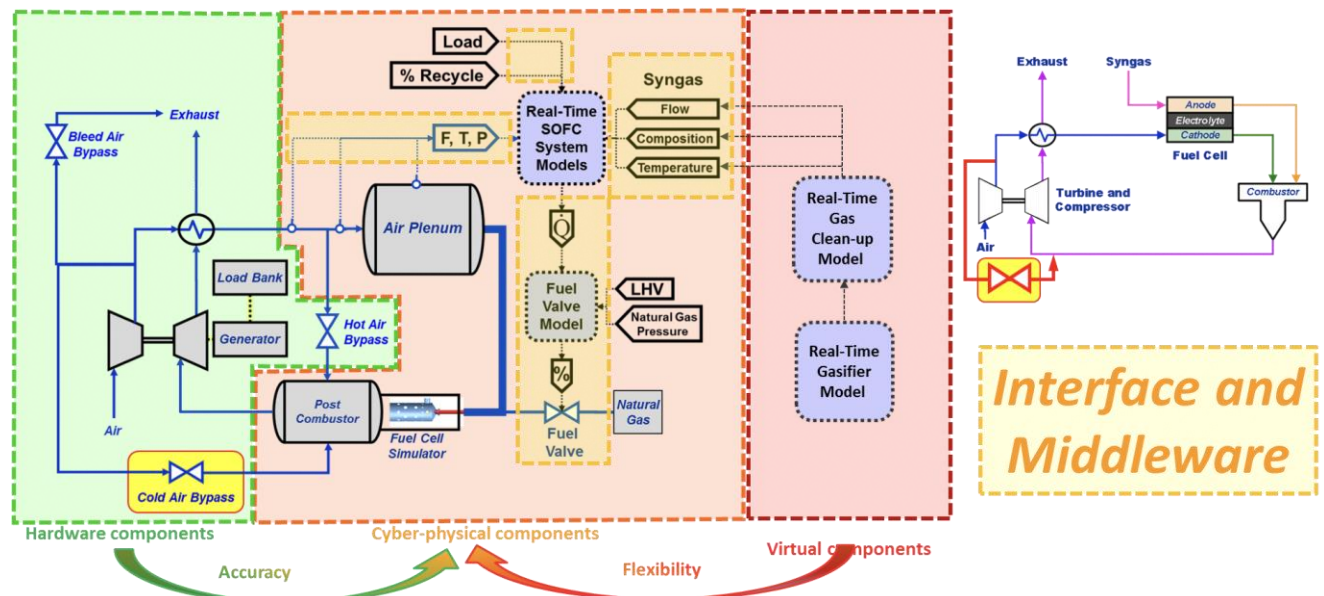 Load
% Recycle
Syngas
Real-Time
SOFC
System
Models
Flow
Composition
Temperature
F, T, P
Exhaust
Bleed Air
Bypass
Air Plenum
Load Bank
Generator
Hot Air
Bypass
Air
Cold Air Bypass
Post
Combustor
Fuel Cell
Simulator
Q̇
Fuel
Valve
Model
LHV
Natural Gas
Pressure
%
Natural
Gas
Fuel
Valve
Real-Time
Gas
Clean-up
Model
Real-Time
Gasifier
Model
Exhaust
Syngas
Anode
Electrolyte
Cathode
Fuel Cell
Turbine and
Compressor
Combustor
Air
Interface and
Middleware
Hardware components
Cyber-physical components
Virtual components
Accuracy
Flexibility